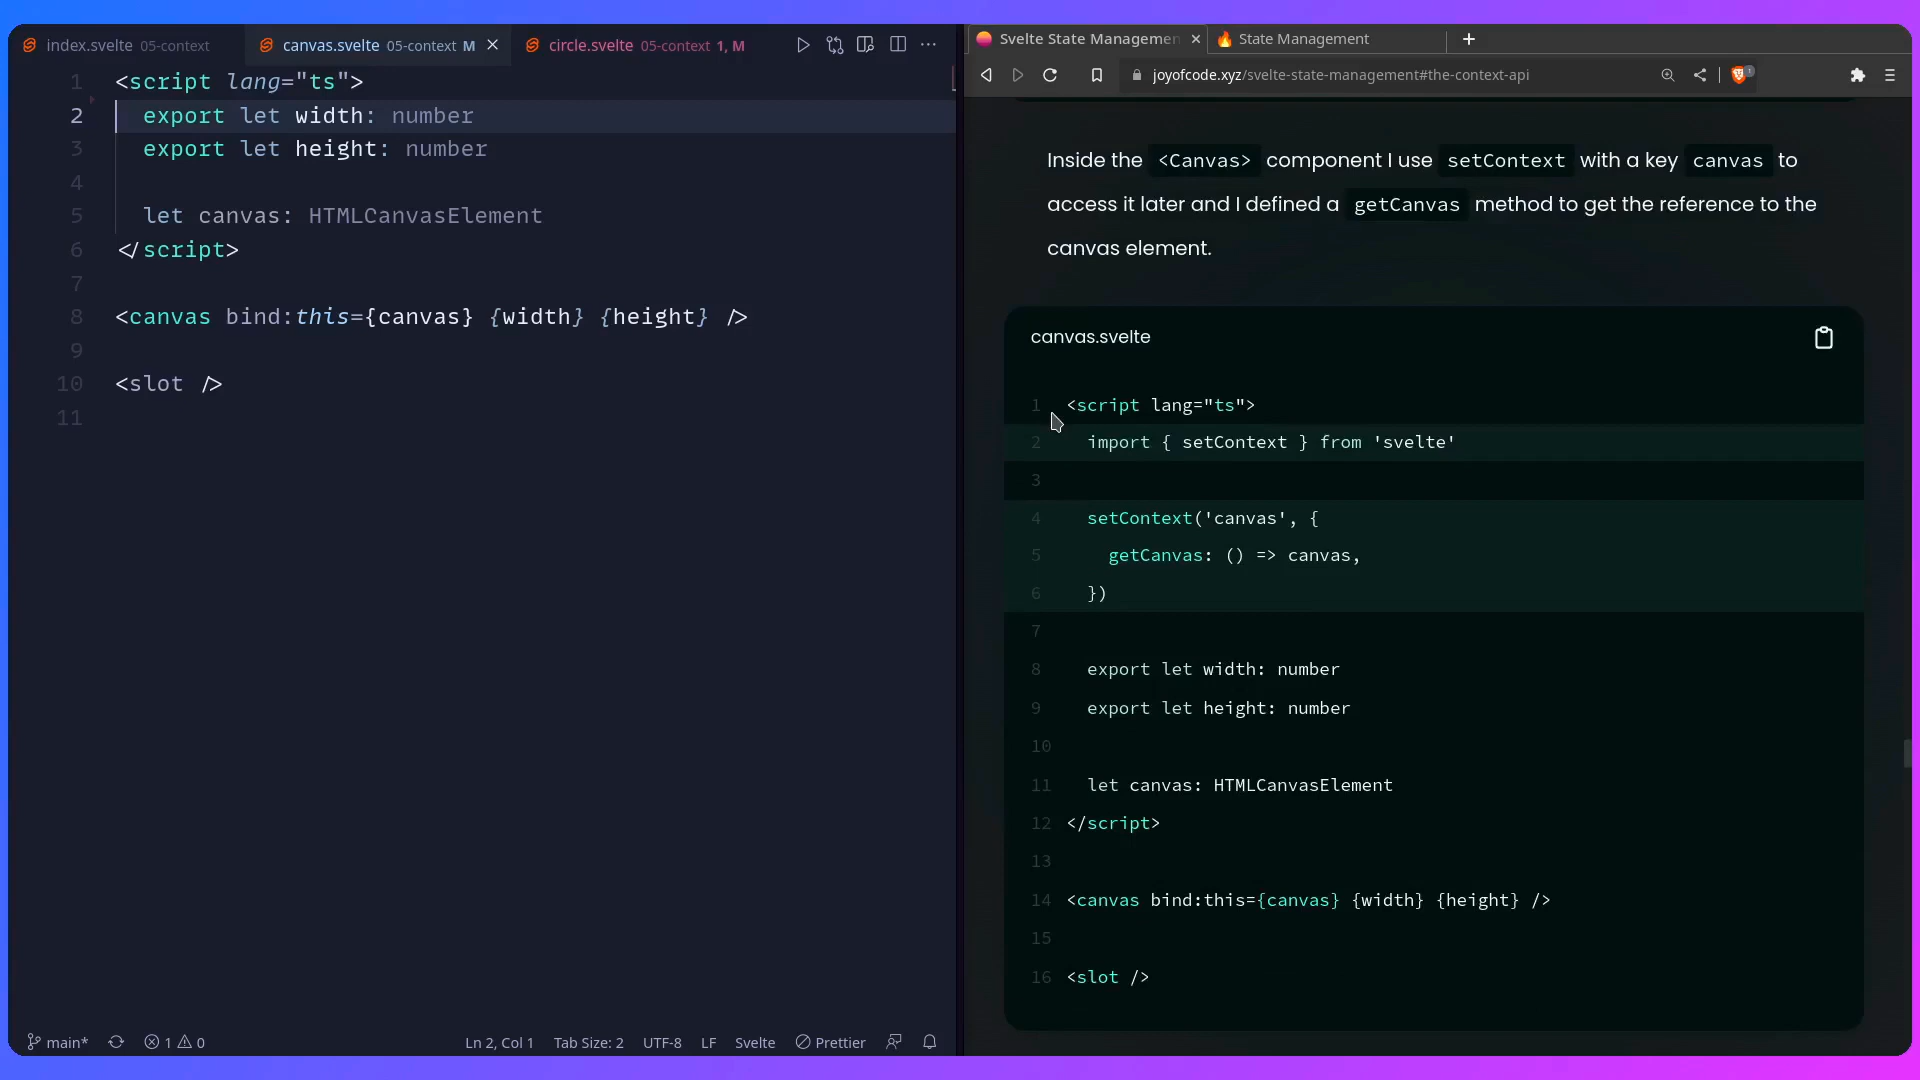 index.svelte 05-context
canvas.svelte 05-context M
circle.svelte 05-context 1, M
1 <script lang="ts">
2 export let width: number
3 export let height: number
4
5 let canvas: HTMLCanvasElement
6 </script>
7
8 <canvas bind:this={canvas} {width} {height} />
9
10 <slot />
11
main* 1 0 Ln 2, Col 1 Tab Size: 2 UTF-8 LF Svelte Prettier
Svelte State Managemen
State Management
joyofcode.xyz/svelte-state-management#the-context-api
1
Inside the <Canvas> component I use setContext with a key canvas to
access it later and I defined a getCanvas method to get the reference to the
canvas element.
canvas.svelte
1 <script lang="ts">
2 import { setContext } from 'svelte'
3
4 setContext('canvas', {
5 getCanvas: () => canvas,
6 })
7
8 export let width: number
9 export let height: number
10
11 let canvas: HTMLCanvasElement
12 </script>
13
14 <canvas bind:this={canvas} {width} {height} />
15
16 <slot />